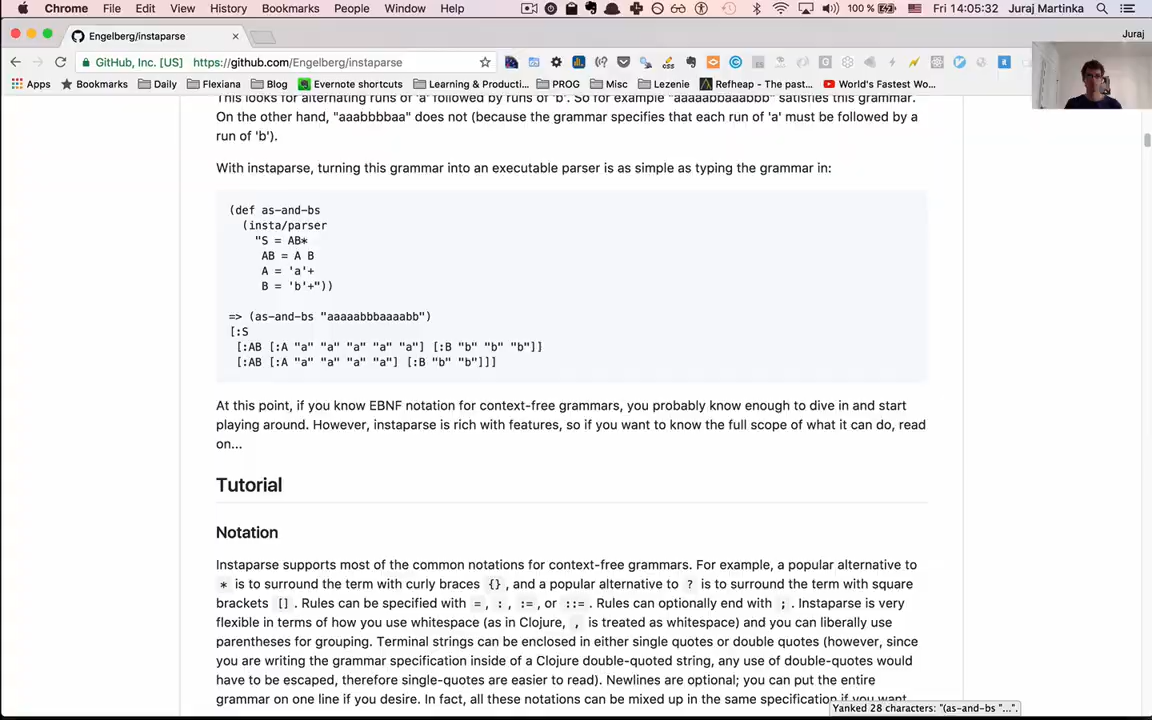 Chrome File Edit View History Bookmarks People Window Help 100 % Fri 14:05:32 Juraj Martinka
Engelberg/instaparse × Juraj
GitHub, Inc. [US] https://github.com/Engelberg/instaparse
Apps Bookmarks Daily Flexiana Blog Evernote shortcuts Learning & Producti... PROG Misc Lezenie Refheap - The past... World's Fastest Wo...
This looks for alternating runs of 'a' followed by runs of 'b'. So for example "aaaaabbaaabbb" satisfies this grammar.
On the other hand, "aaabbbbaa" does not (because the grammar specifies that each run of 'a' must be followed by a
run of 'b').
With instaparse, turning this grammar into an executable parser is as simple as typing the grammar in:
(def as-and-bs
(insta/parser
"S = AB*
AB = A B
A = 'a'+
B = 'b'+"))
=> (as-and-bs "aaaaabbbaaaabb")
[:S
[:AB [:A "a" "a" "a" "a" "a"] [:B "b" "b" "b"]]
[:AB [:A "a" "a" "a" "a"] [:B "b" "b"]]]
At this point, if you know EBNF notation for context-free grammars, you probably know enough to dive in and start
playing around. However, instaparse is rich with features, so if you want to know the full scope of what it can do, read
on...
Tutorial
Notation
Instaparse supports most of the common notations for context-free grammars. For example, a popular alternative to
* is to surround the term with curly braces {} , and a popular alternative to ? is to surround the term with square
brackets [] . Rules can be specified with = , : , := , or ::= . Rules can optionally end with ; . Instaparse is very
flexible in terms of how you use whitespace (as in Clojure, , is treated as whitespace) and you can liberally use
parentheses for grouping. Terminal strings can be enclosed in either single quotes or double quotes (however, since
you are writing the grammar specification inside of a Clojure double-quoted string, any use of double-quotes would
have to be escaped, therefore single-quotes are easier to read). Newlines are optional; you can put the entire
grammar on one line if you desire. In fact, all these notations can be mixed up in the same specification if you want.
Yanked 28 characters: "(as-and-bs "...".